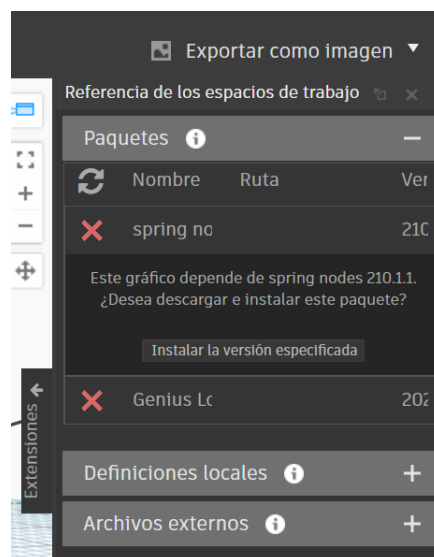 Exportar como imagen
Referencia de los espacios de trabajo
Paquetes
Nombre Ruta Ver
spring no 210
Este gráfico depende de spring nodes 210.1.1.
¿Desea descargar e instalar este paquete?
Instalar la versión especificada
Genius Lo 202
Extensiones
Definiciones locales
Archivos externos